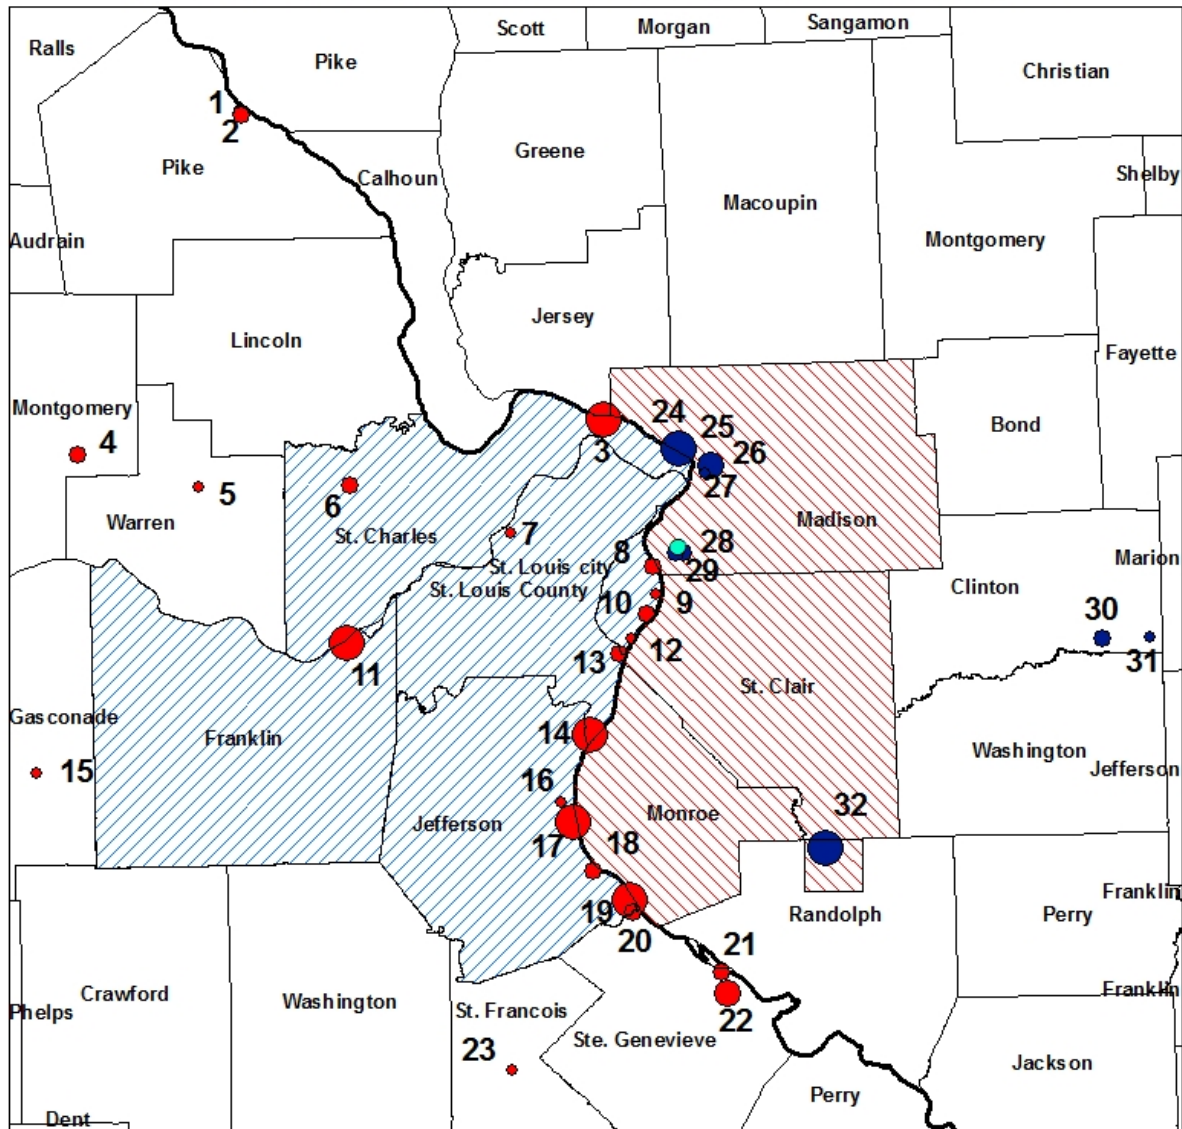 Scott
Morgan
Sangamon
Ralls
Pike
Christian
1
2
Greene
Pike
Calhoun
Shelby
Macoupin
Audrain
Montgomery
Jersey
Lincoln
Fayette
Montgomery
24
25
Bond
4
3
26
5
6
27
Warren
St. Charles
7
Madison
8
28
Marion
St. Louis city
29
St. Louis County
Clinton
10
9
30
12
31
13
11
St. Clair
Gasconade
14
Franklin
Washington
15
Jefferson
16
32
Jefferson
Monroe
17
18
Franklin
19
Randolph
Perry
20
21
Crawford
Washington
Franklin
Phelps
St. Francois
22
Ste. Genevieve
23
Jackson
Perry
Dent